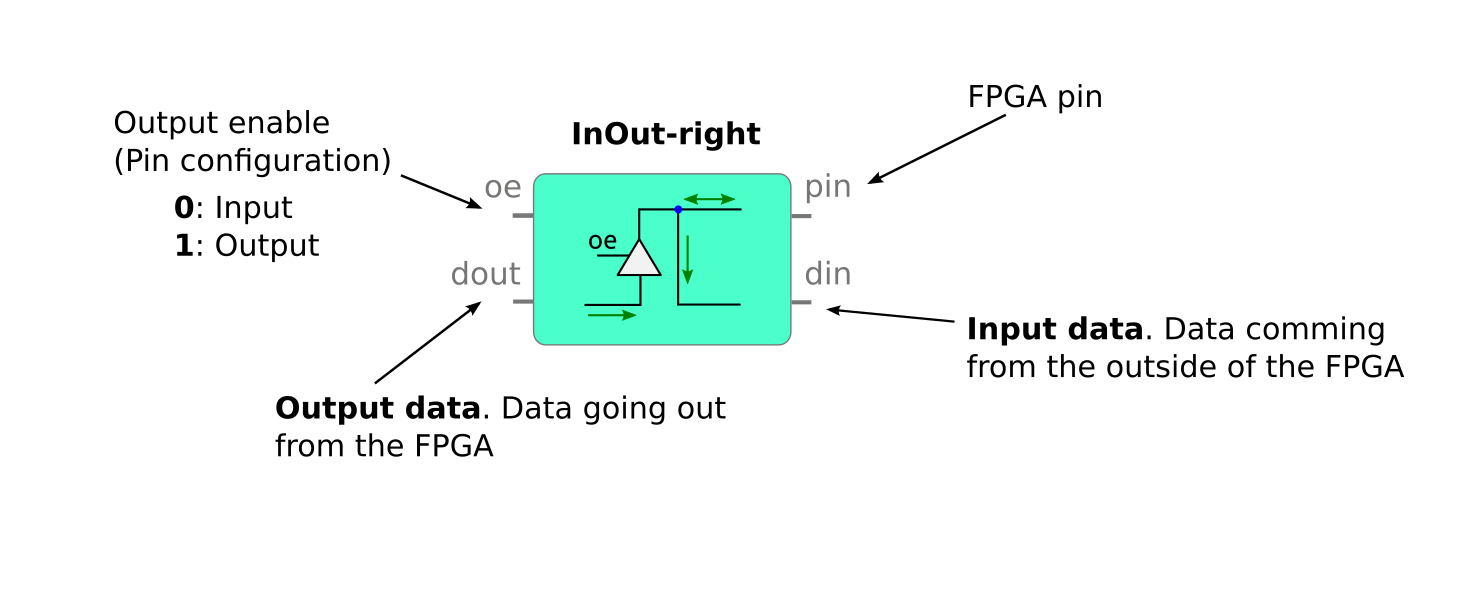 FPGA pin
Output enable
(Pin configuration)
0: Input
1: Output
InOut-right
oe
pin
oe
dout
din
Input data. Data comming
from the outside of the FPGA
Output data. Data going out
from the FPGA